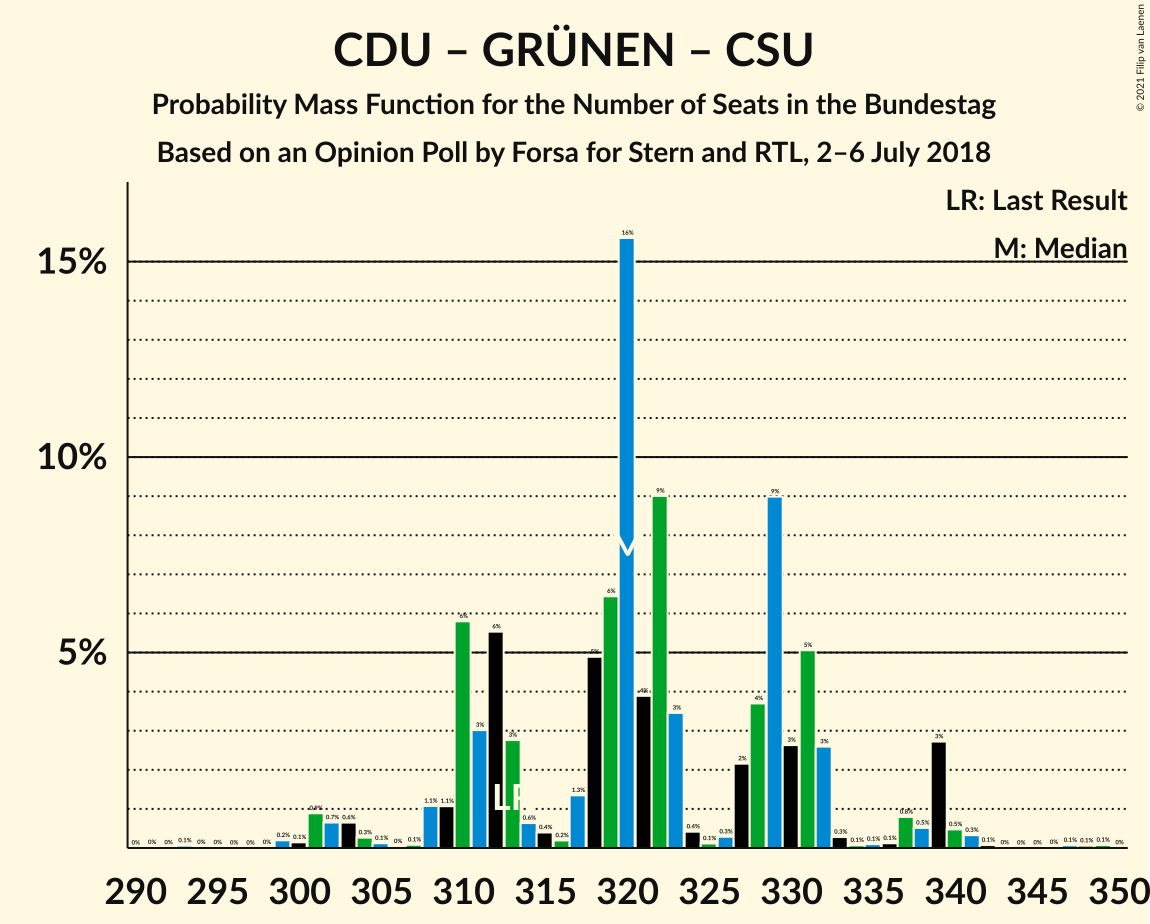 CDU – GRÜNEN – CSU
Probability Mass Function for the Number of Seats in the Bundestag
Based on an Opinion Poll by Forsa for Stern and RTL, 2–6 July 2018
© 2021 Filip van Laenen
LR: Last Result
M: Median
15%
10%
5%
0% 0% 0% 0.1% 0% 0% 0% 0% 0% 0.2% 0.1% 0.9% 0.7% 0.6% 0.3% 0.1% 0% 0.1% 1.1% 1.1% 6% 3% 6% 3% 0.6% 0.4% 0.2% 1.3% 5% 6% 16% 4% 9% 3% 0.4% 0.1% 0.3% 2% 4% 9% 3% 5% 3% 0.3% 0.1% 0.1% 0.1% 0.8% 0.5% 3% 0.5% 0.3% 0.1% 0% 0% 0% 0% 0.1% 0.1% 0.1% 0%
LR
M
290 295 300 305 310 315 320 325 330 335 340 345 350